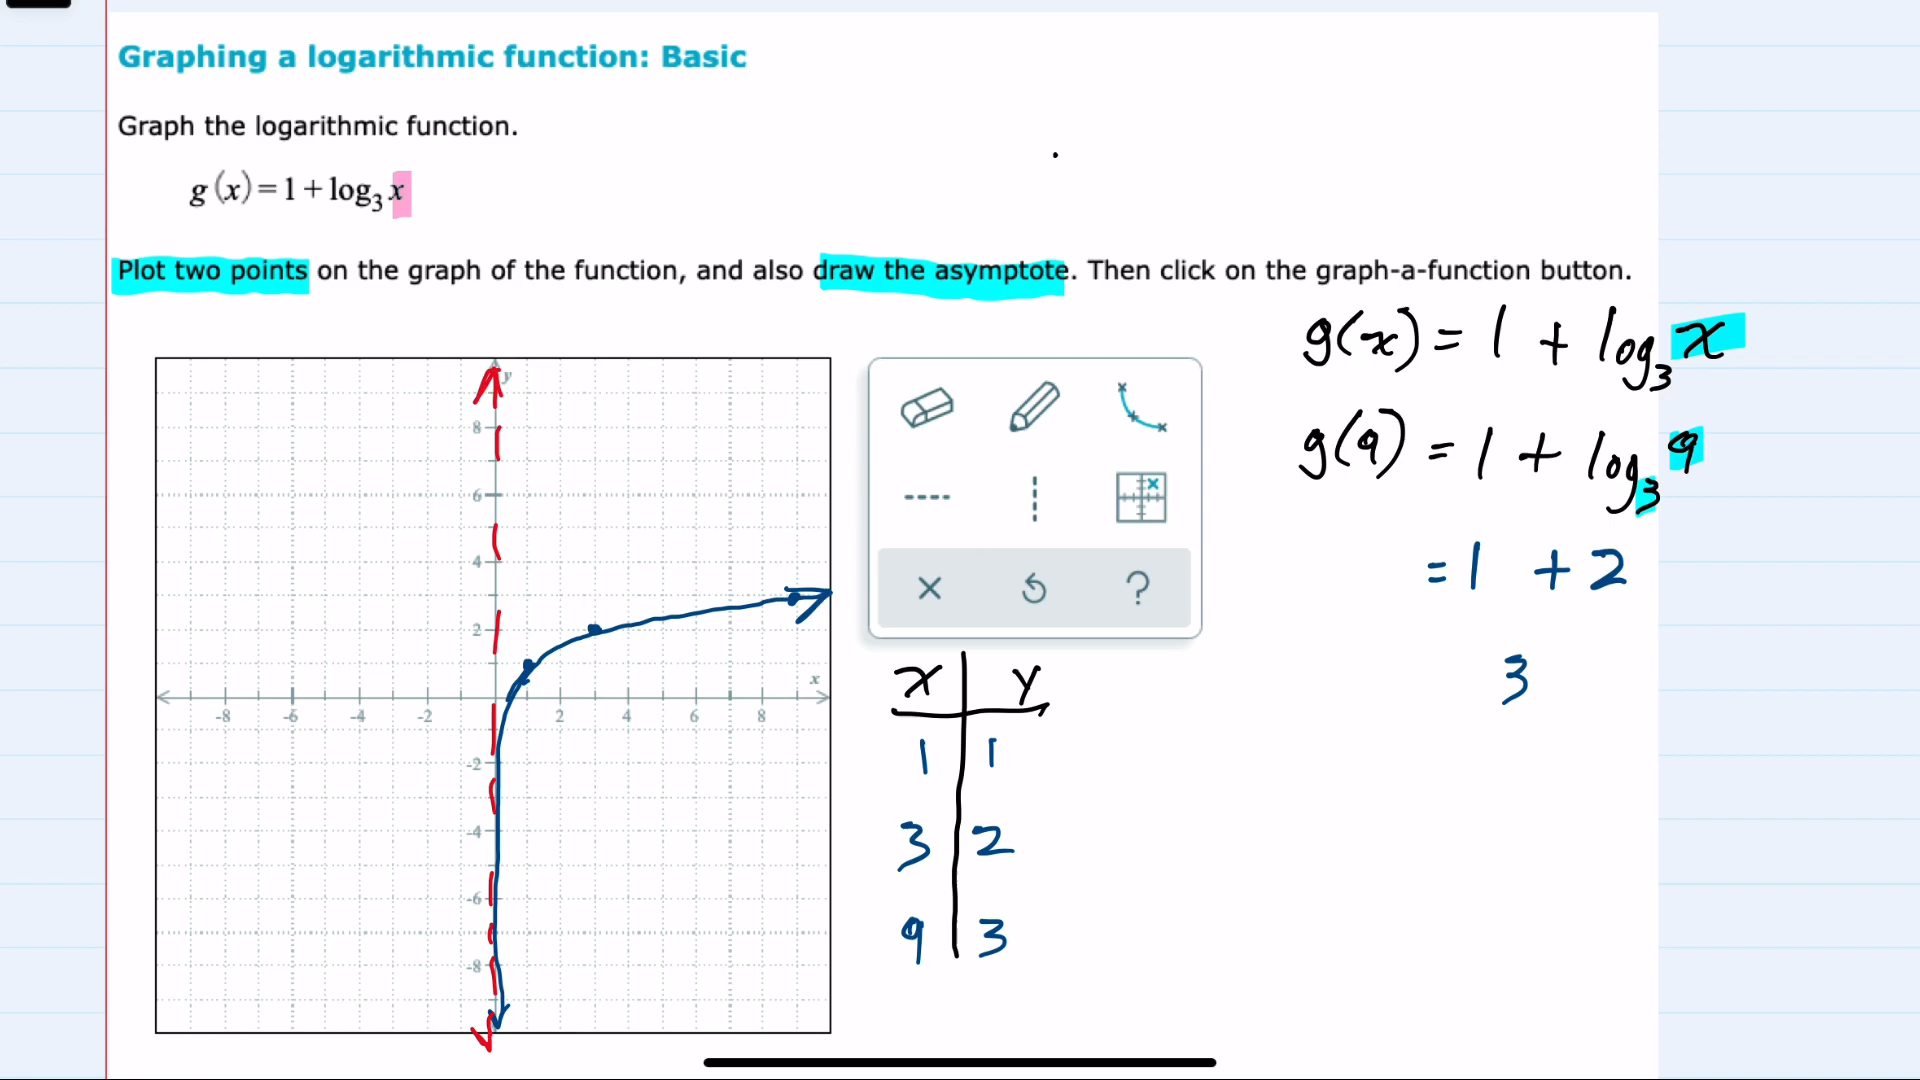 Graphing a logarithmic function: Basic
Graph the logarithmic function.
g(x)=1+log₃ x
Plot two points on the graph of the function, and also draw the asymptote. Then click on the graph-a-function button.
g(x) = 1 + log₃ x
g(9) = 1 + log₃ 9
= 1 + 2
3
y
8
6
4
2
x
-8 -6 -4 -2 2 4 6 8
-2
-4
-6
-8
?
x y
1 1
3 2
9 3